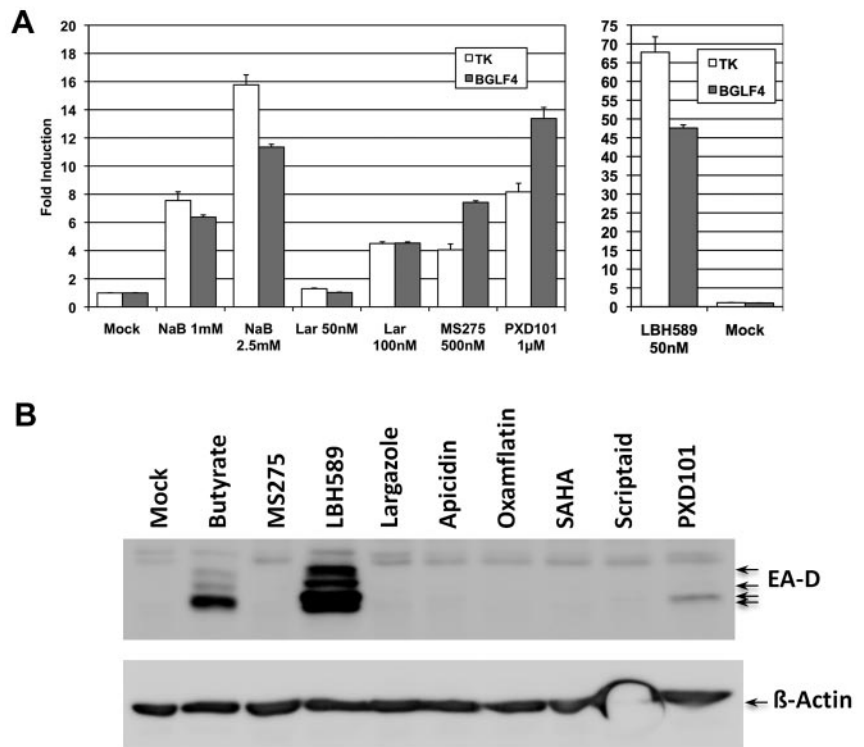 A
20
18
16
14
12
10
8
6
4
2
0
Fold Induction
TK
BGLF4
Mock
NaB 1mM
NaB
2.5mM
Lar 50nM
Lar
100nM
MS275
500nM
PXD101
1µM
75
70
65
60
55
50
45
40
35
30
25
20
15
10
5
0
TK
BGLF4
LBH589
50nM
Mock
B
Mock
Butyrate
MS275
LBH589
Largazole
Apicidin
Oxamflatin
SAHA
Scriptaid
PXD101
EA-D
ß-Actin